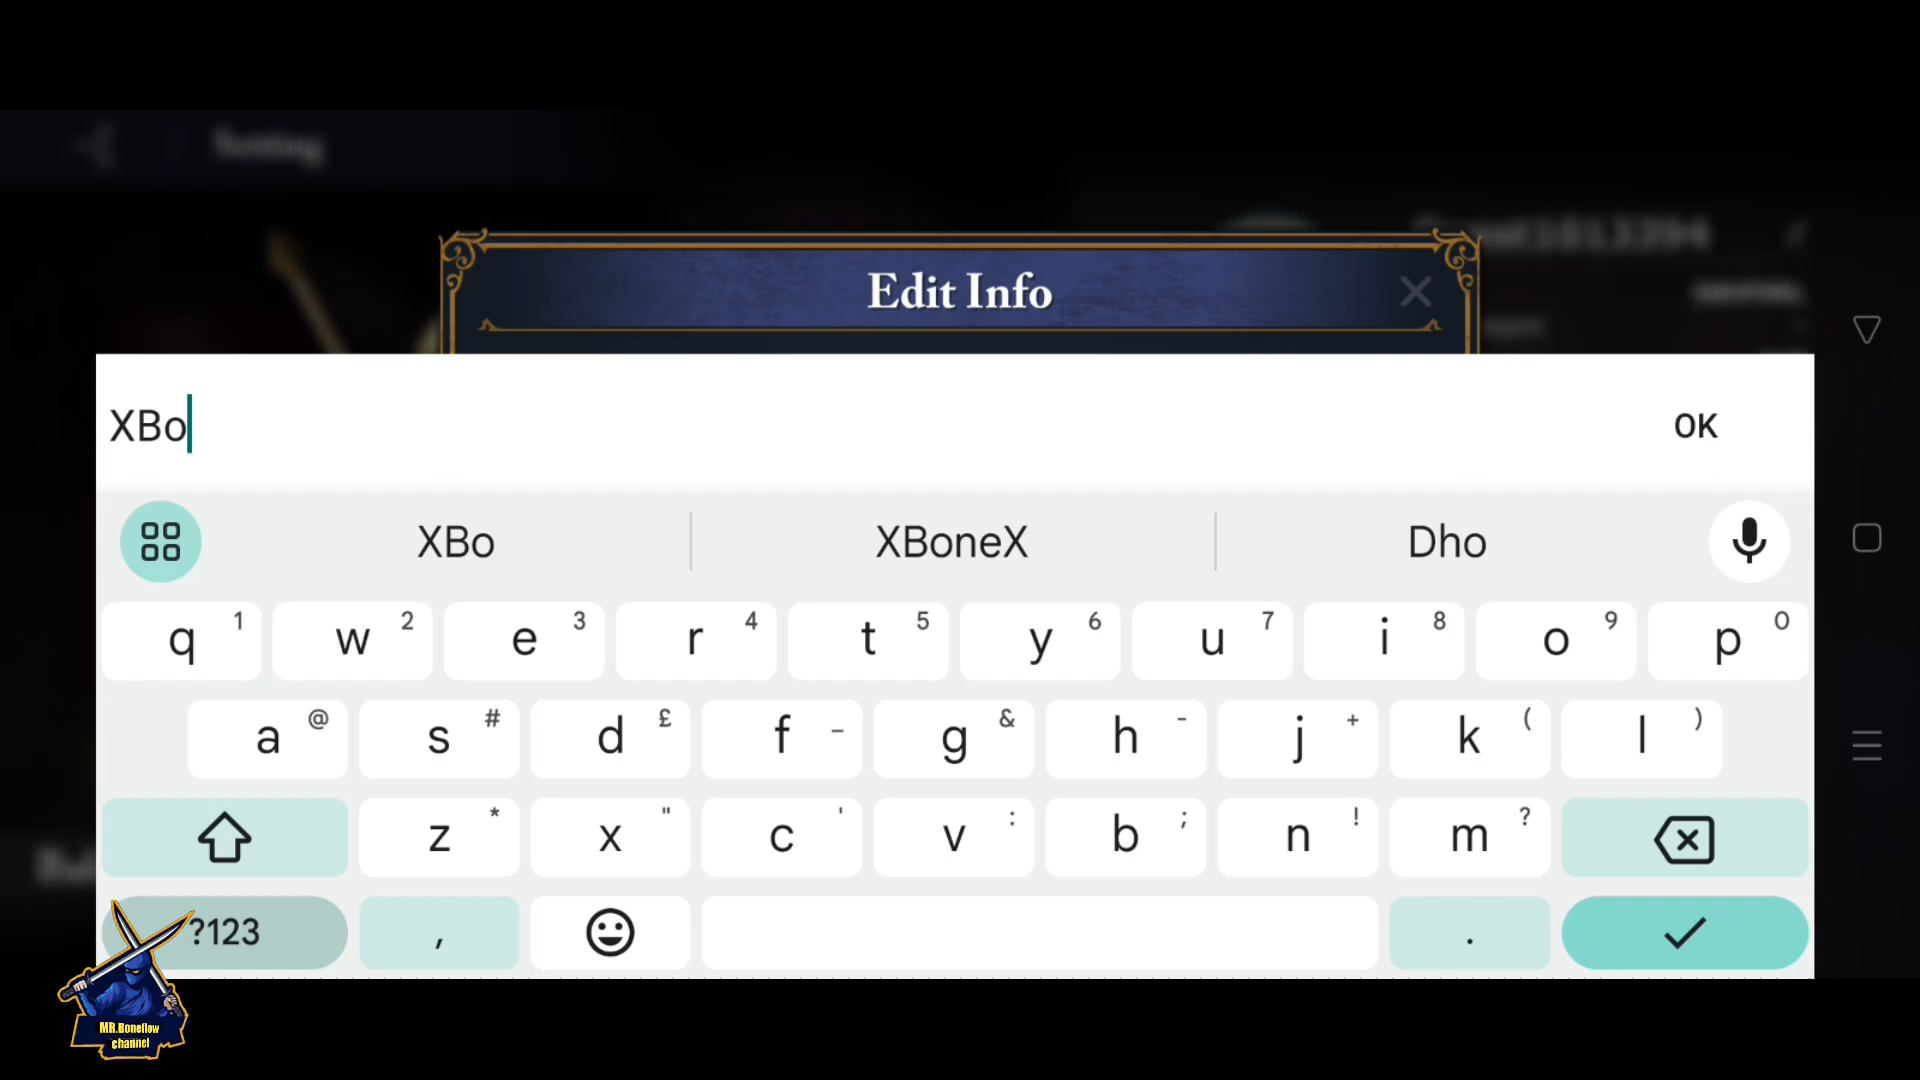 Setting
Edit Info
XBo
OK
XBo XBoneX Dho
q 1 w 2 e 3 r 4 t 5 y 6 u 7 i 8 o 9 p 0
a @ s # d £ f _ g & h - j + k ( l )
z * x " c ' v : b ; n ! m ?
?123 , .
MR.Boneflow
channel